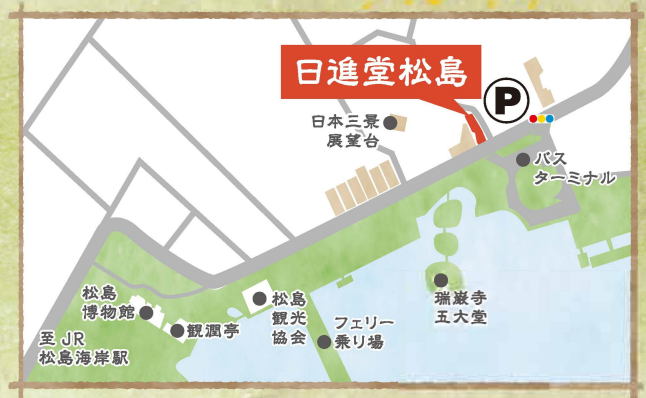 日進堂松島
P
日本三景
展望台
バス
ターミナル
松島
博物館
観瀾亭
松島
観光
協会
フェリー
乗り場
瑞巌寺
五大堂
至JR
松島海岸駅